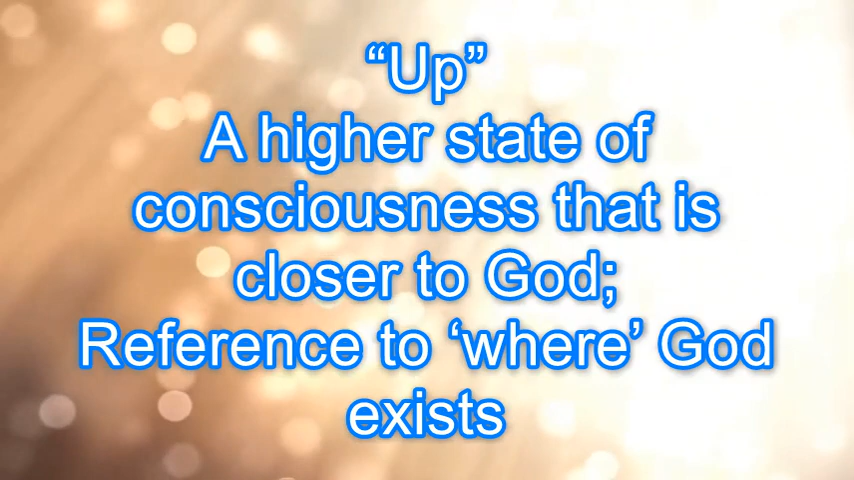 “Up”
A higher state of
consciousness that is
closer to God;
Reference to ‘where’ God
exists